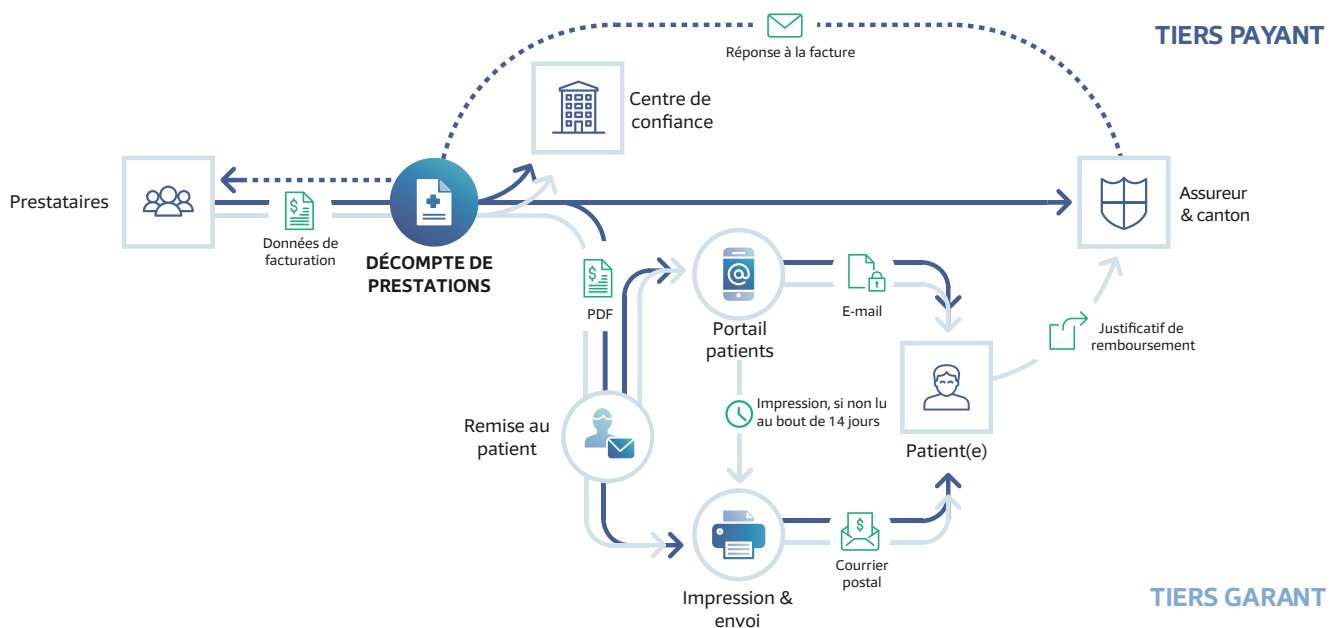 TIERS PAYANT
Réponse à la facture
Centre de
confiance
Prestataires
Données de
facturation
DÉCOMPTE DE
PRESTATIONS
Assureur
& canton
PDF
Portail
patients
E-mail
Justificatif de
remboursement
Impression, si non lu
au bout de 14 jours
Remise au
patient
Patient(e)
Courrier
postal
Impression &
envoi
TIERS GARANT